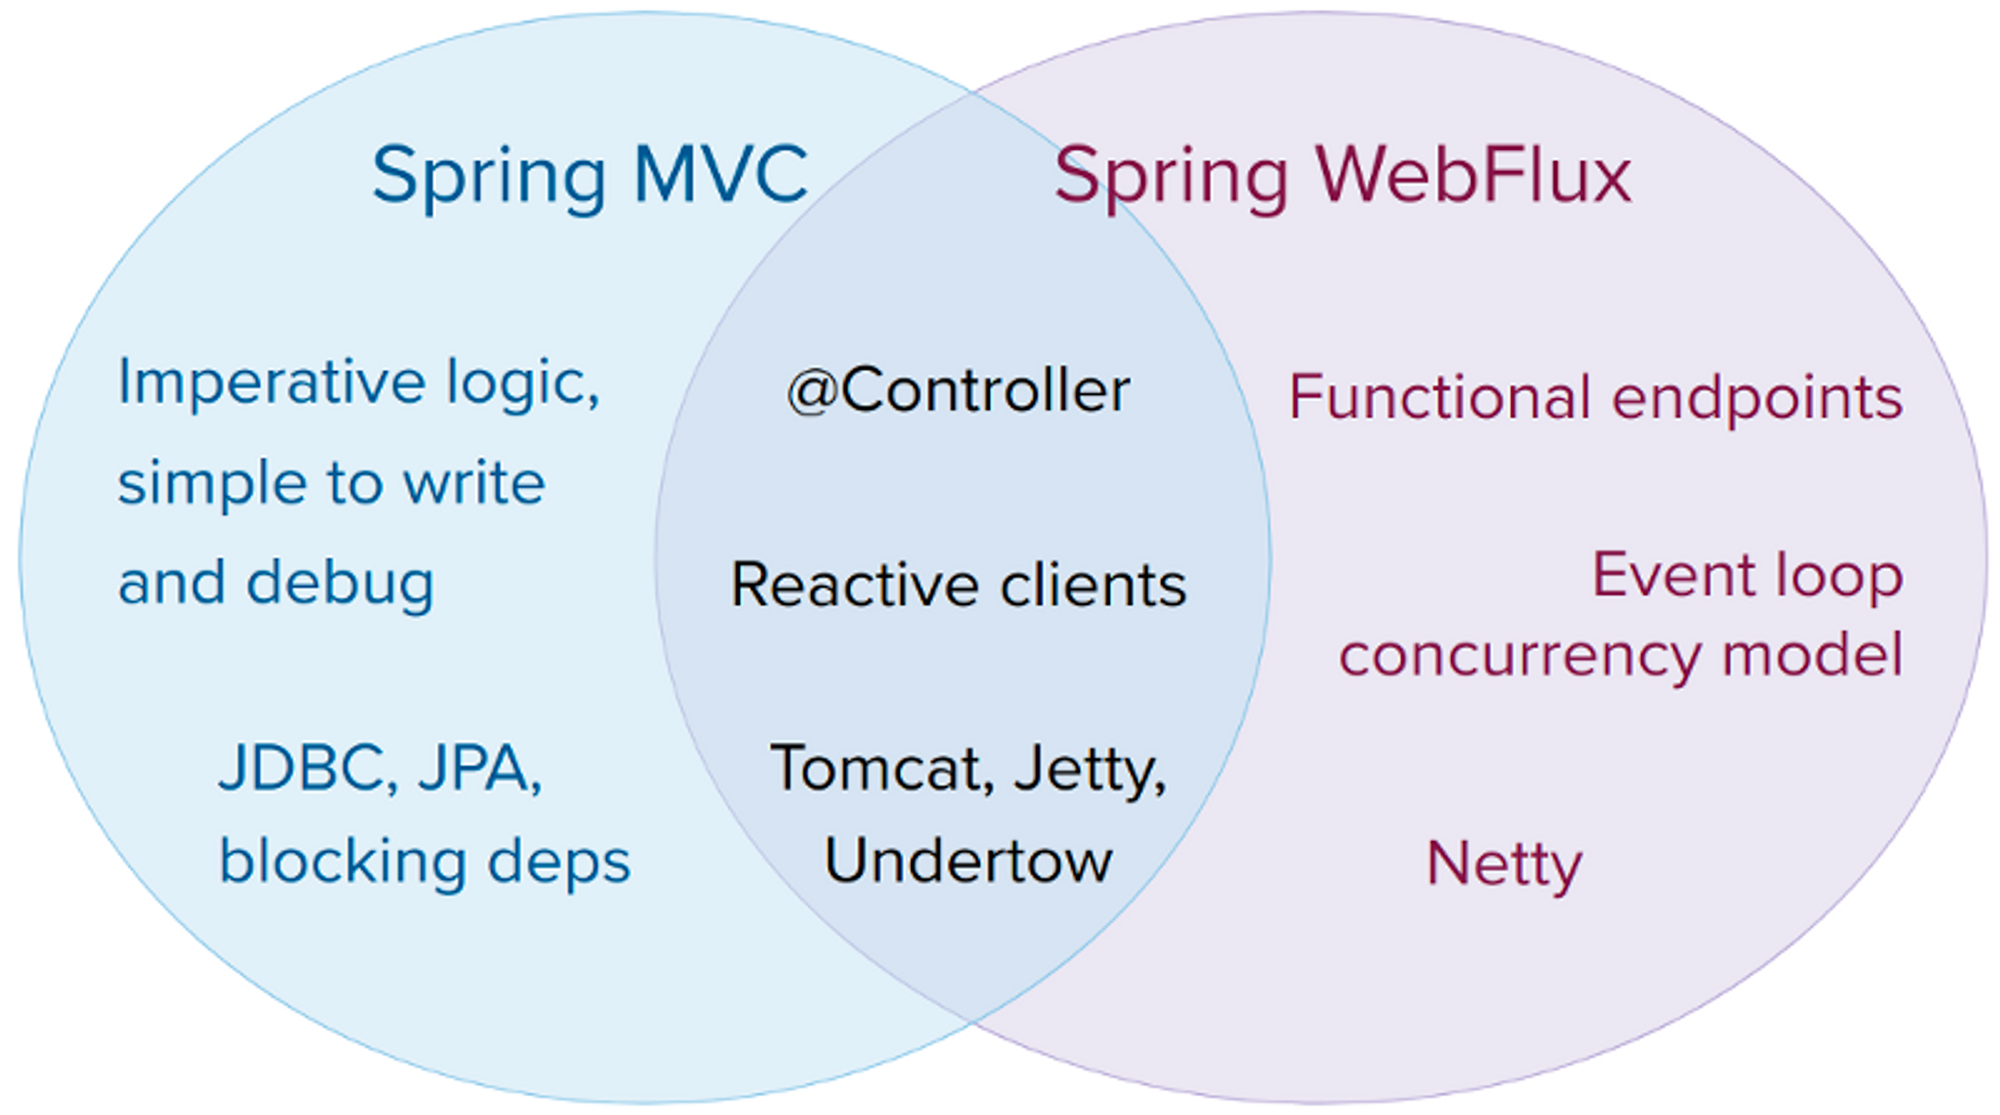 Spring MVC
Spring WebFlux
Imperative logic,
simple to write
and debug
JDBC, JPA,
blocking deps
@Controller
Reactive clients
Tomcat, Jetty,
Undertow
Functional endpoints
Event loop
concurrency model
Netty